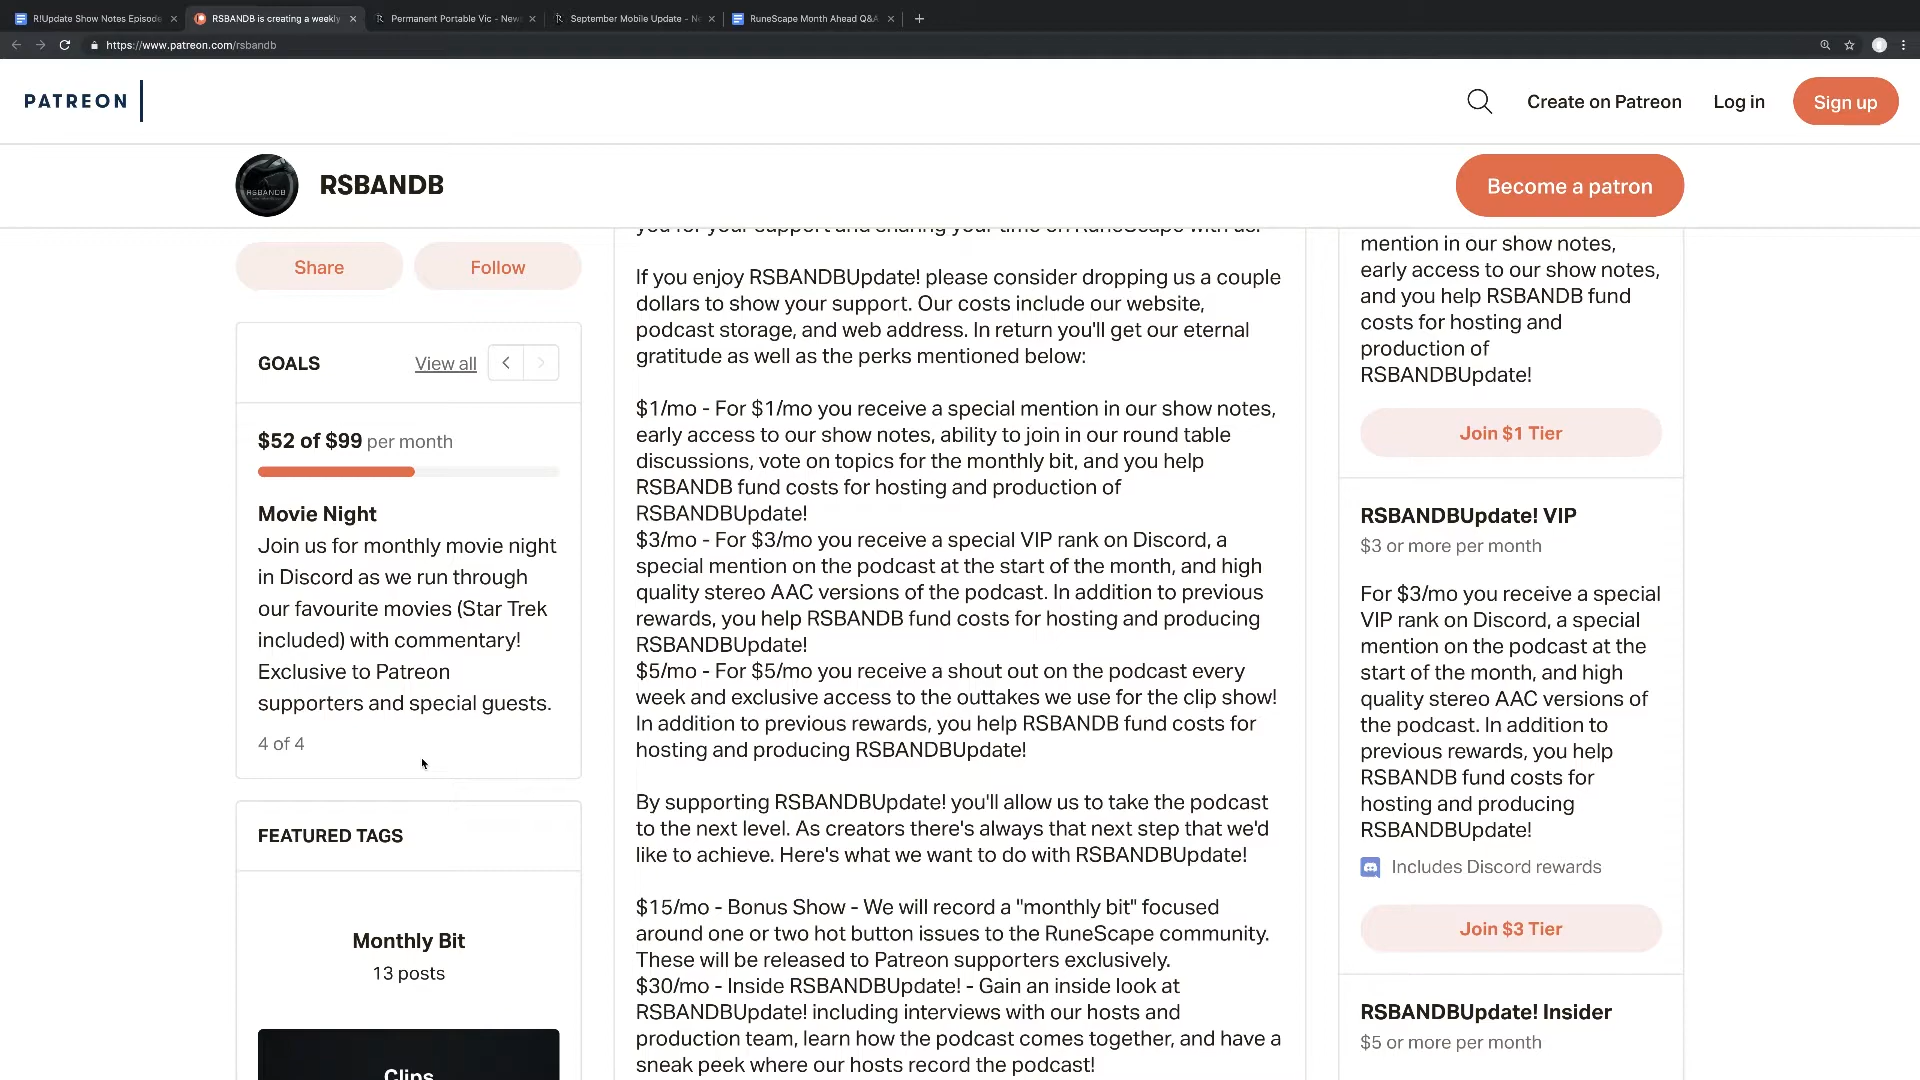 R!Update Show Notes Episode
RSBANDB is creating a weekly
Permanent Portable Vic - New
September Mobile Update - N
RuneScape Month Ahead Q&A
https://www.patreon.com/rsbandb
PATREON
Create on Patreon
Log in
Sign up
RSBANDB
RSBANDB
Become a patron
Share
Follow
GOALS
View all
$52 of $99 per month
Movie Night
Join us for monthly movie night
in Discord as we run through
our favourite movies (Star Trek
included) with commentary!
Exclusive to Patreon
supporters and special guests.
4 of 4
FEATURED TAGS
Monthly Bit
13 posts
Clips
you for your support and sharing your time on RuneScape with us!
If you enjoy RSBANDBUpdate! please consider dropping us a couple
dollars to show your support. Our costs include our website,
podcast storage, and web address. In return you'll get our eternal
gratitude as well as the perks mentioned below:
$1/mo - For $1/mo you receive a special mention in our show notes,
early access to our show notes, ability to join in our round table
discussions, vote on topics for the monthly bit, and you help
RSBANDB fund costs for hosting and production of
RSBANDBUpdate!
$3/mo - For $3/mo you receive a special VIP rank on Discord, a
special mention on the podcast at the start of the month, and high
quality stereo AAC versions of the podcast. In addition to previous
rewards, you help RSBANDB fund costs for hosting and producing
RSBANDBUpdate!
$5/mo - For $5/mo you receive a shout out on the podcast every
week and exclusive access to the outtakes we use for the clip show!
In addition to previous rewards, you help RSBANDB fund costs for
hosting and producing RSBANDBUpdate!
By supporting RSBANDBUpdate! you'll allow us to take the podcast
to the next level. As creators there's always that next step that we'd
like to achieve. Here's what we want to do with RSBANDBUpdate!
$15/mo - Bonus Show - We will record a "monthly bit" focused
around one or two hot button issues to the RuneScape community.
These will be released to Patreon supporters exclusively.
$30/mo - Inside RSBANDBUpdate! - Gain an inside look at
RSBANDBUpdate! including interviews with our hosts and
production team, learn how the podcast comes together, and have a
sneak peek where our hosts record the podcast!
mention in our show notes,
early access to our show notes,
and you help RSBANDB fund
costs for hosting and
production of
RSBANDBUpdate!
Join $1 Tier
RSBANDBUpdate! VIP
$3 or more per month
For $3/mo you receive a special
VIP rank on Discord, a special
mention on the podcast at the
start of the month, and high
quality stereo AAC versions of
the podcast. In addition to
previous rewards, you help
RSBANDB fund costs for
hosting and producing
RSBANDBUpdate!
Includes Discord rewards
Join $3 Tier
RSBANDBUpdate! Insider
$5 or more per month